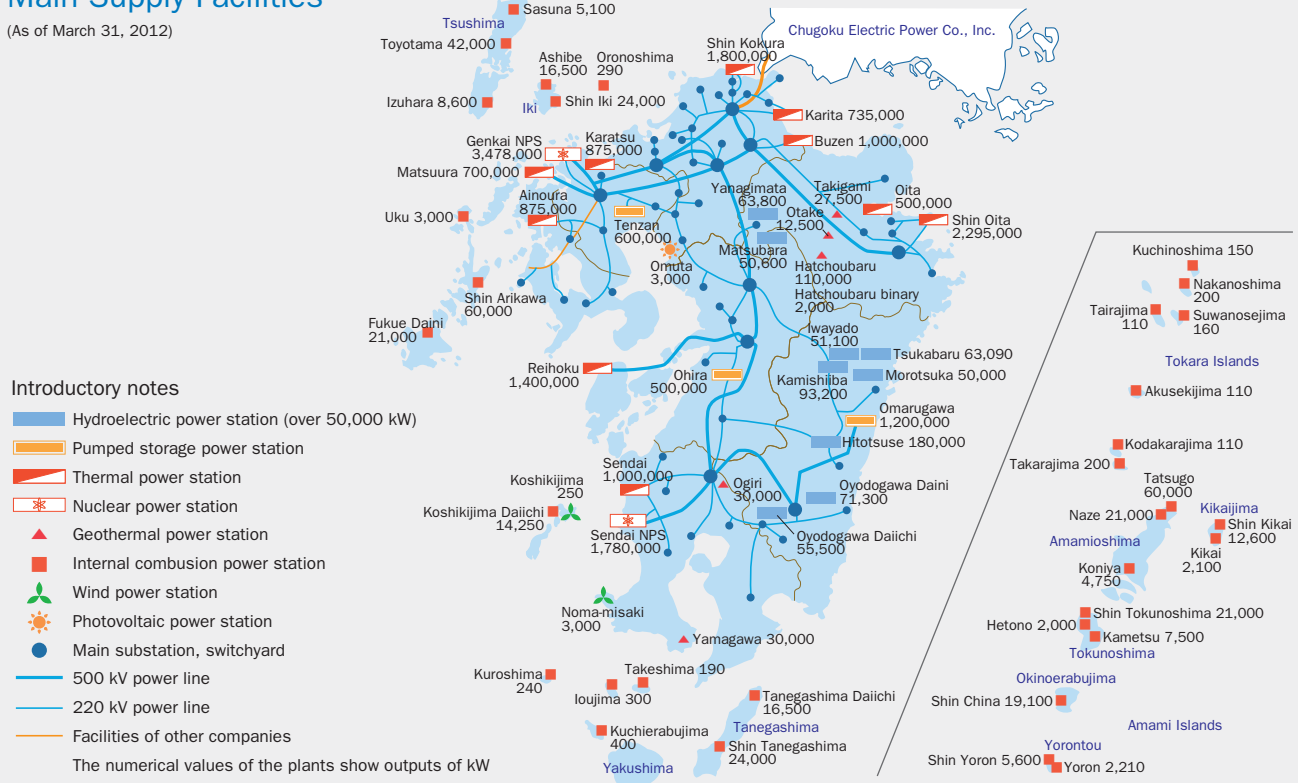 Main Supply Facilities
(As of March 31, 2012)
Sasuna 5,100
Tsushima
Toyotama 42,000
Izuhara 8,600
Ashibe
16,500
Oronoshima
290
Iki
Shin Iki 24,000
Chugoku Electric Power Co., Inc.
Shin Kokura
1,800,000
Karita 735,000
Buzen 1,000,000
Genkai NPS
3,478,000
Karatsu
875,000
Matsuura 700,000
Ainoura
875,000
Uku 3,000
Tenzan
600,000
Omuta
3,000
Yanagimata
63,800
Takigami
27,500
Oita
500,000
Otake
12,500
Shin Oita
2,295,000
Matsubara
50,600
Hatchoubaru
110,000
Hatchoubaru binary
2,000
Shin Arikawa
60,000
Fukue Daini
21,000
Iwayado
51,100
Tsukabaru 63,090
Reihoku
1,400,000
Ohira
500,000
Kamishiiba
93,200
Morotsuka 50,000
Omarugawa
1,200,000
Hitotsuse 180,000
Sendai
1,000,000
Koshikijima
250
Koshikijima Daiichi
14,250
Sendai NPS
1,780,000
Ogiri
30,000
Oyodogawa Daini
71,300
Oyodogawa Daiichi
55,500
Noma-misaki
3,000
Yamagawa 30,000
Kuroshima
240
Takeshima 190
Ioujima 300
Kuchierabujima
400
Yakushima
Tanegashima Daiichi
16,500
Tanegashima
Shin Tanegashima
24,000
Kuchinoshima 150
Nakanoshima
200
Tairajima
110
Suwanosejima
160
Tokara Islands
Akusekijima 110
Kodakarajima 110
Takarajima 200
Tatsugo
60,000
Naze 21,000
Kikaijima
Shin Kikai
12,600
Amamioshima
Kikai
2,100
Koniya
4,750
Shin Tokunoshima 21,000
Hetono 2,000
Kametsu 7,500
Tokunoshima
Okinoerabujima
Shin China 19,100
Amami Islands
Yorontou
Shin Yoron 5,600
Yoron 2,210
Introductory notes
Hydroelectric power station (over 50,000 kW)
Pumped storage power station
Thermal power station
Nuclear power station
Geothermal power station
Internal combusion power station
Wind power station
Photovoltaic power station
Main substation, switchyard
500 kV power line
220 kV power line
Facilities of other companies
The numerical values of the plants show outputs of kW